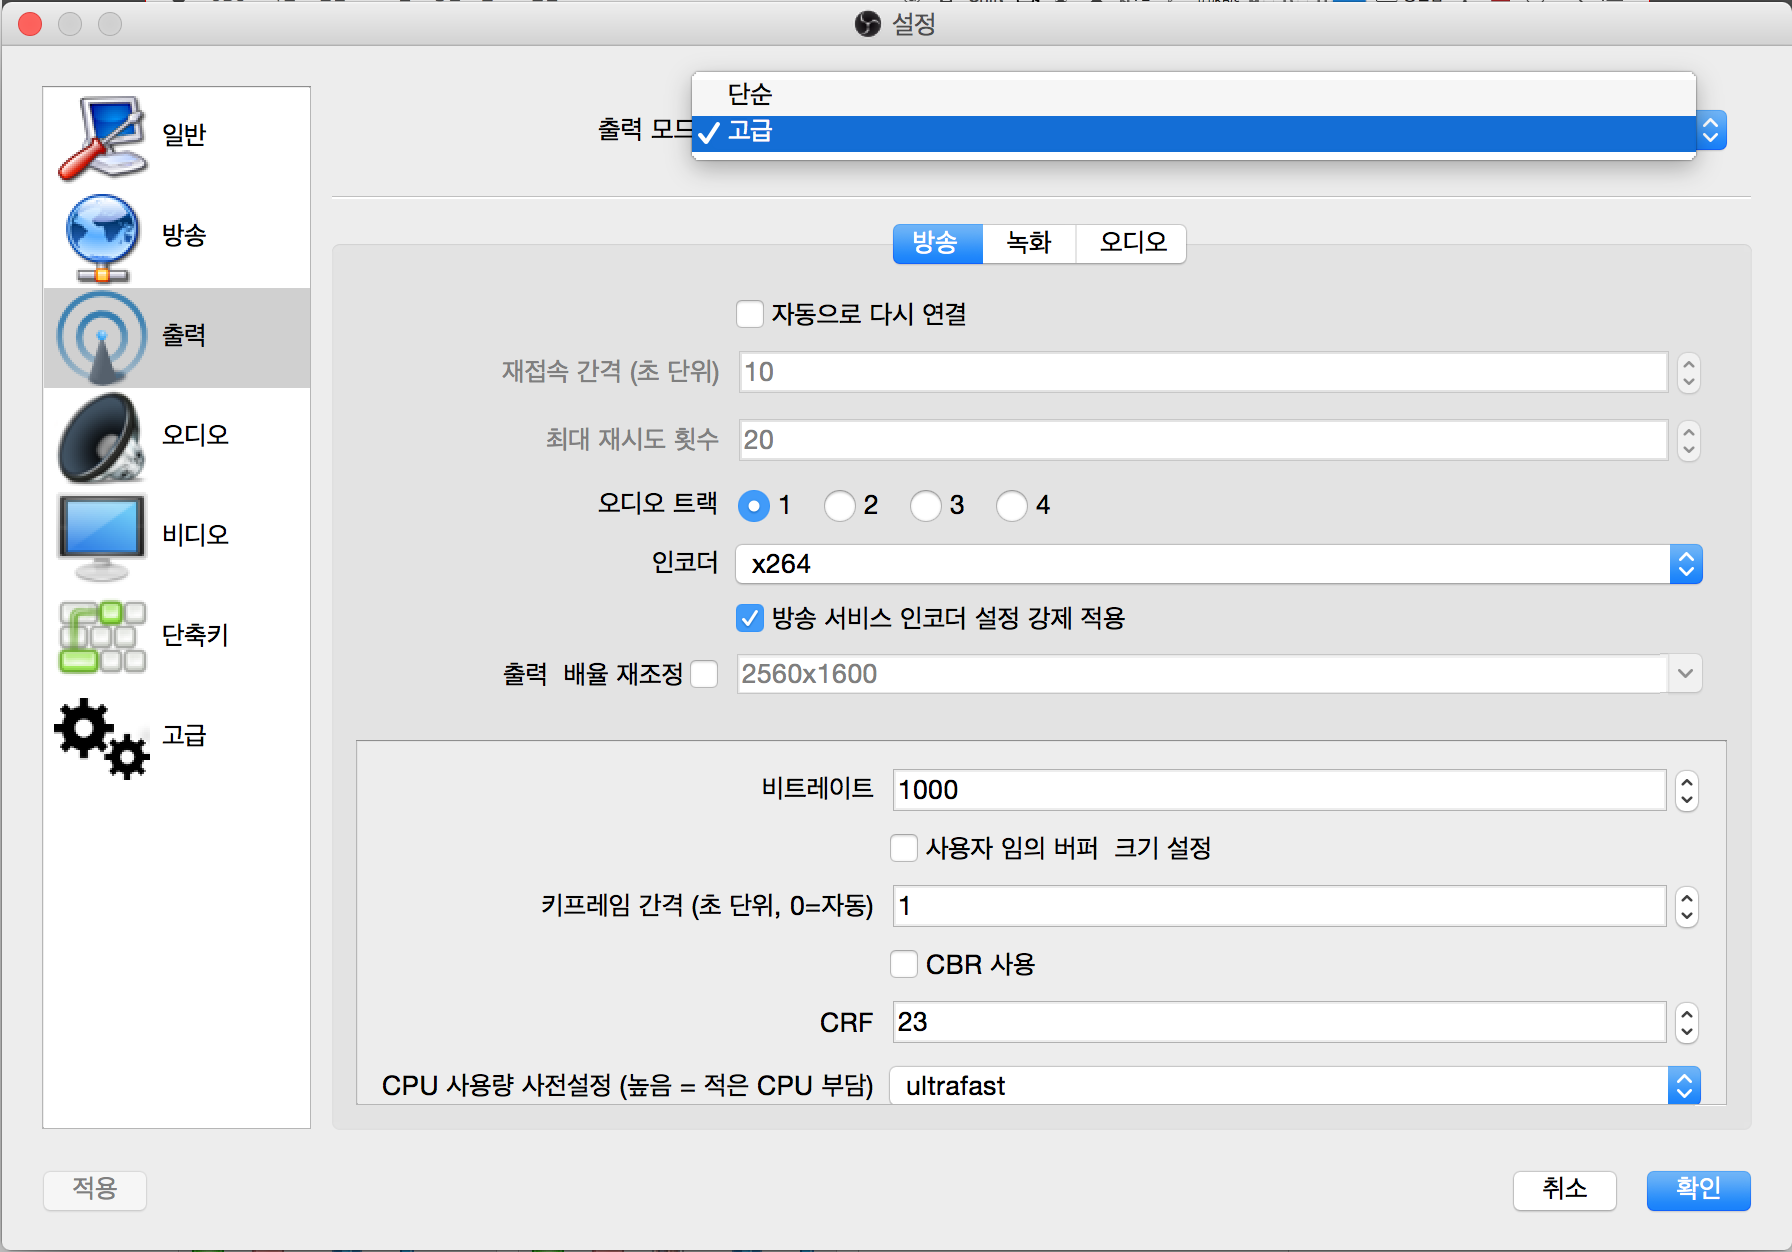 설정
일반
방송
출력
오디오
비디오
단축키
고급
출력 모드
단순
고급
방송 녹화 오디오
자동으로 다시 연결
재접속 간격 (초 단위) 10
최대 재시도 횟수 20
오디오 트랙 1 2 3 4
인코더 x264
방송 서비스 인코더 설정 강제 적용
출력 배율 재조정 2560x1600
비트레이트 1000
사용자 임의 버퍼 크기 설정
키프레임 간격 (초 단위, 0=자동) 1
CBR 사용
CRF 23
CPU 사용량 사전설정 (높음 = 적은 CPU 부담) ultrafast
적용 취소 확인